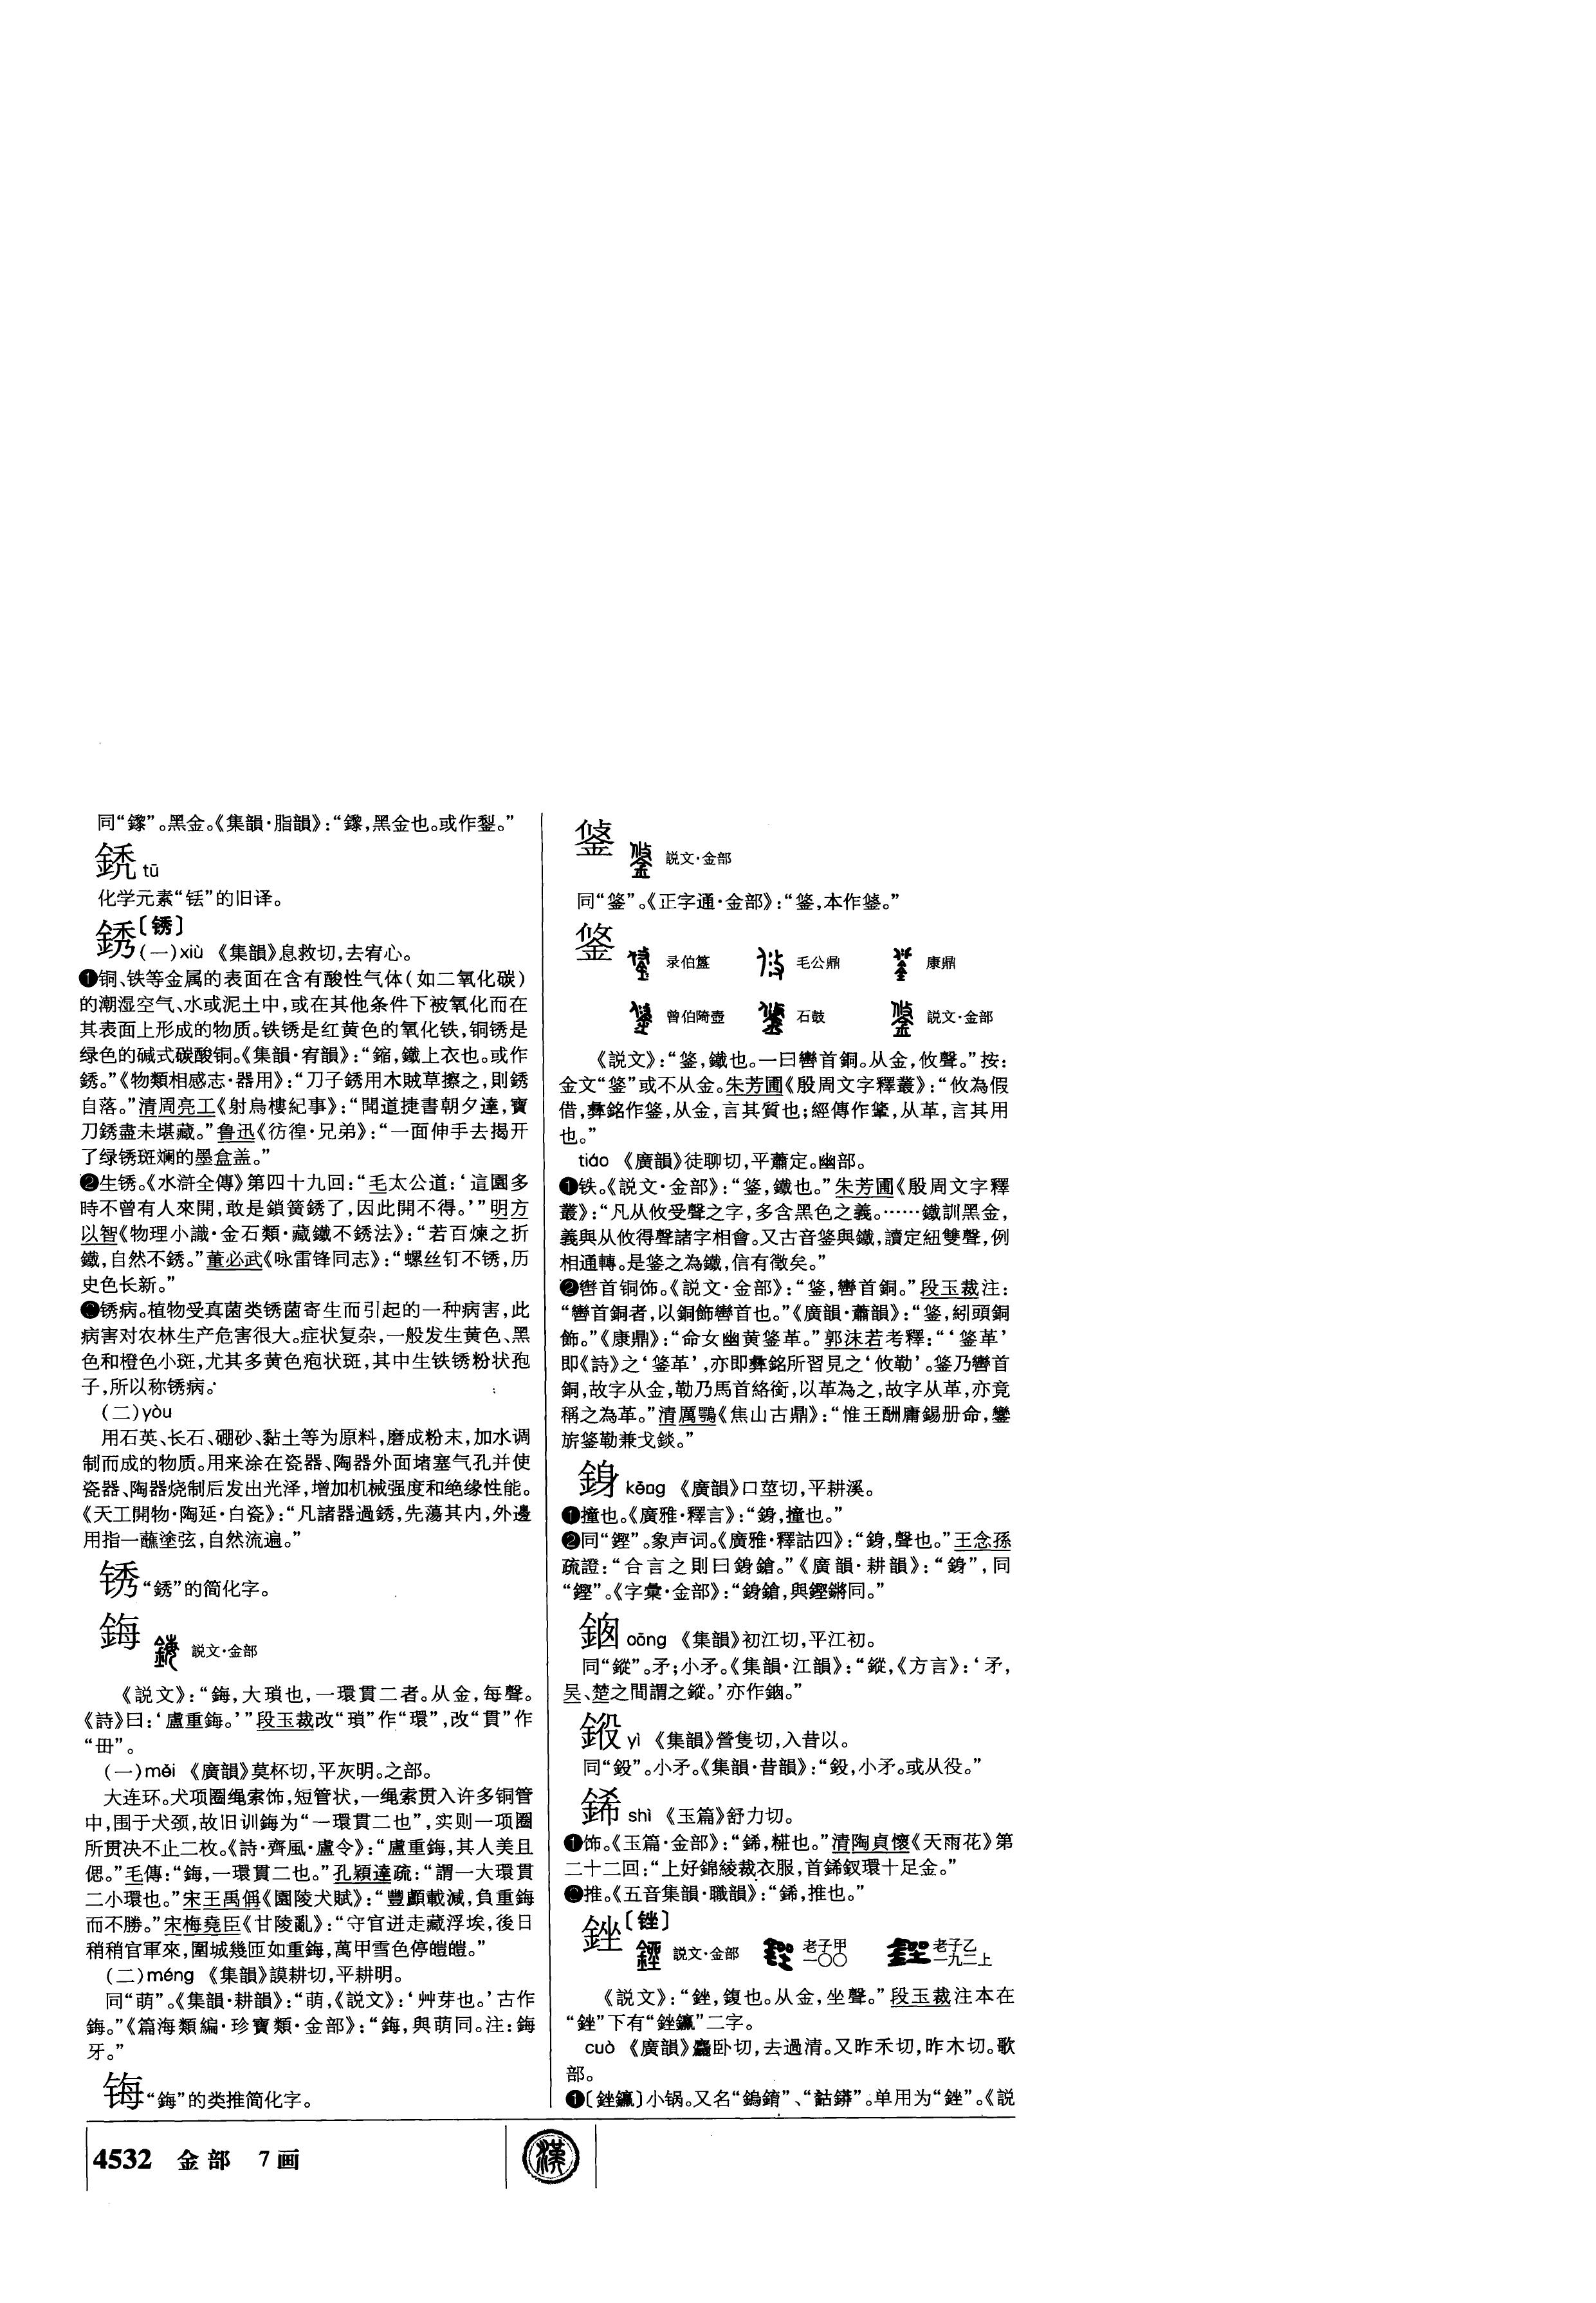 同“鑗”。黑金。《集韻·脂韻》：“鑗，黑金也。或作鋫。”
鋵 tū
化学元素“铥”的旧译。
銹〔锈〕
（一）xiù 《集韻》息救切，去宥心。
❶铜、铁等金属的表面在含有酸性气体（如二氧化碳）
的潮湿空气、水或泥土中，或在其他条件下被氧化而在
其表面上形成的物质。铁锈是红黄色的氧化铁，铜锈是
绿色的碱式碳酸铜。《集韻·宥韻》：“鏥，鐵上衣也。或作
銹。”《物類相感志·器用》：“刀子銹用木賊草擦之，則銹
自落。”清周亮工《射烏樓紀事》：“聞道捷書朝夕達，寶
刀銹盡未堪藏。”鲁迅《彷徨·兄弟》：“一面伸手去揭开
了绿锈斑斓的墨盒盖。”
❷生锈。《水滸全傳》第四十九回：“毛太公道：‘這園多
時不曾有人來開，敢是鎖簧銹了，因此開不得。’”明方
以智《物理小識·金石類·藏鐵不銹法》：“若百煉之折
鐵，自然不銹。”董必武《咏雷锋同志》：“螺丝钉不锈，历
史色长新。”
❸锈病。植物受真菌类锈菌寄生而引起的一种病害，此
病害对农林生产危害很大。症状复杂，一般发生黄色、黑
色和橙色小斑，尤其多黄色疱状斑，其中生铁锈粉状孢
子，所以称锈病。
（二）yòu
用石英、长石、硼砂、黏土等为原料，磨成粉末，加水调
制而成的物质。用来涂在瓷器、陶器外面堵塞气孔并使
瓷器、陶器烧制后发出光泽，增加机械强度和绝缘性能。
《天工開物·陶延·白瓷》：“凡諸器過銹，先蕩其内，外邊
用指一蘸塗弦，自然流遍。”
锈 “銹”的简化字。
鋂 説文·金部
《説文》：“鋂，大瑣也，一環貫二者。从金，每聲。
《詩》曰：‘盧重鋂。’”段玉裁改“瑣”作“環”，改“貫”作
“毌”。
（一）měi 《廣韻》莫杯切，平灰明。之部。
大连环。犬项圈绳索饰，短管状，一绳索贯入许多铜管
中，围于犬颈，故旧训鋂为“一環貫二也”，实则一项圈
所贯决不止二枚。《詩·齊風·盧令》：“盧重鋂，其人美且
偲。”毛傳：“鋂，一環貫二也。”孔穎達疏：“謂一大環貫
二小環也。”宋王禹偁《園陵犬賦》：“豐顱載減，負重鋂
而不勝。”宋梅堯臣《甘陵亂》：“守官迸走藏浮埃，後日
稍稍官軍來，圍城幾匝如重鋂，萬甲雪色停皚皚。”
（二）méng 《集韻》謨耕切，平耕明。
同“萌”。《集韻·耕韻》：“萌，《説文》：‘艸芽也。’古作
鋂。”《篇海類編·珍寶類·金部》：“鋂，與萌同。注：鋂
牙。”
“鋂”的类推简化字。
説文·金部
同“鋚”。《正字通·金部》：“鋚，本作鋚。”
鋚 录伯簋 毛公鼎 康鼎
曾伯陭壺 石鼓 説文·金部
《説文》：“鋚，鐵也。一曰轡首銅。从金，攸聲。”按：
金文“鋚”或不从金。朱芳圃《殷周文字釋叢》：“攸為假
借，彝銘作鋚，从金，言其質也；經傳作鞗，从革，言其用
也。”
tiáo 《廣韻》徒聊切，平蕭定。幽部。
❶铁。《説文·金部》：“鋚，鐵也。”朱芳圃《殷周文字釋
叢》：“凡从攸受聲之字，多含黑色之義。……鐵訓黑金，
義與从攸得聲諸字相會。又古音鋚與鐵，讀定紐雙聲，例
相通轉。是鋚之為鐵，信有徵矣。”
❷辔首铜饰。《説文·金部》：“鋚，轡首銅。”段玉裁注：
“轡首銅者，以銅飾轡首也。”《廣韻·蕭韻》：“鋚，紖頭銅
飾。”《康鼎》：“命女幽黄鋚革。”郭沫若考釋：“‘鋚革’
即《詩》之‘鋚革’，亦即彝銘所習見之‘攸勒’。鋚乃轡首
銅，故字从金，勒乃馬首絡銜，以革為之，故字从革，亦竟
稱之為革。”清厲鶚《焦山古鼎》：“惟王酬庸錫册命，鑾
旂鋚勒兼戈錟。”
銵 kēng 《廣韻》口莖切，平耕溪。
❶撞也。《廣雅·釋言》：“銵，撞也。”
❷同“鏗”。象声词。《廣雅·釋詁四》：“銵，聲也。”王念孫
疏證：“合言之則曰銵鎗。”《廣韻·耕韻》：“銵”，同
“鏗”。《字彙·金部》：“銵鎗，與鏗鏘同。”
鋔 cōng 《集韻》初江切，平江初。
同“鏦”。矛；小矛。《集韻·江韻》：“鏦，《方言》：‘矛，
吴、楚之間謂之鏦。’亦作鋔。”
yì 《集韻》營隻切，入昔以。
同“鈠”。小矛。《集韻·昔韻》：“鈠，小矛。或从役。”
鋖 shì 《玉篇》舒力切。
❶饰。《玉篇·金部》：“鋖，糚也。”清陶貞懷《天雨花》第
二十二回：“上好錦綾裁衣服，首鋖釵環十足金。”
❷推。《五音集韻·職韻》：“鋖，推也。”
銼〔锉〕
説文·金部 老子甲一〇〇 老子乙一九二上
《説文》：“銼，鍑也。从金，坐聲。”段玉裁注本在
“銼”下有“銼䥯”二字。
cuò 《廣韻》麤卧切，去過清。又昨禾切，昨木切。歌
部。
❶〔銼䥯〕小锅。又名“鎢錥”、“鈷䥈”。单用为“銼”。《説
4532 金部 7画
漢